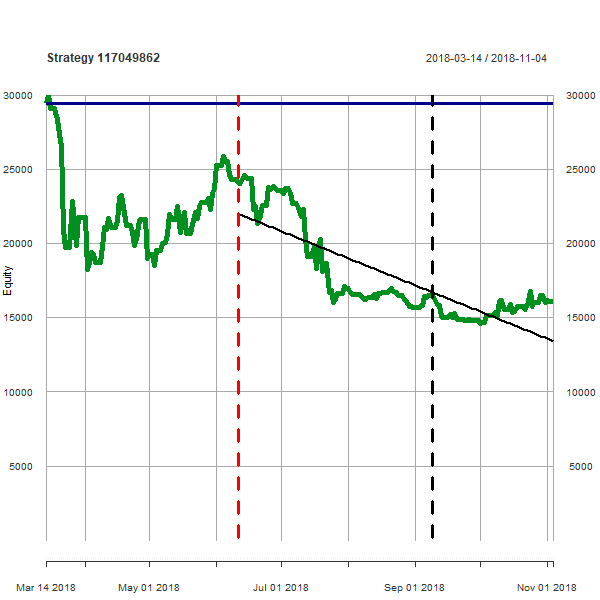 Strategy 117049862
2018-03-14 / 2018-11-04
30000
30000
25000
25000
20000
20000
Equity
15000
15000
10000
10000
5000
5000
Mar 14 2018
May 01 2018
Jul 01 2018
Sep 01 2018
Nov 01 2018